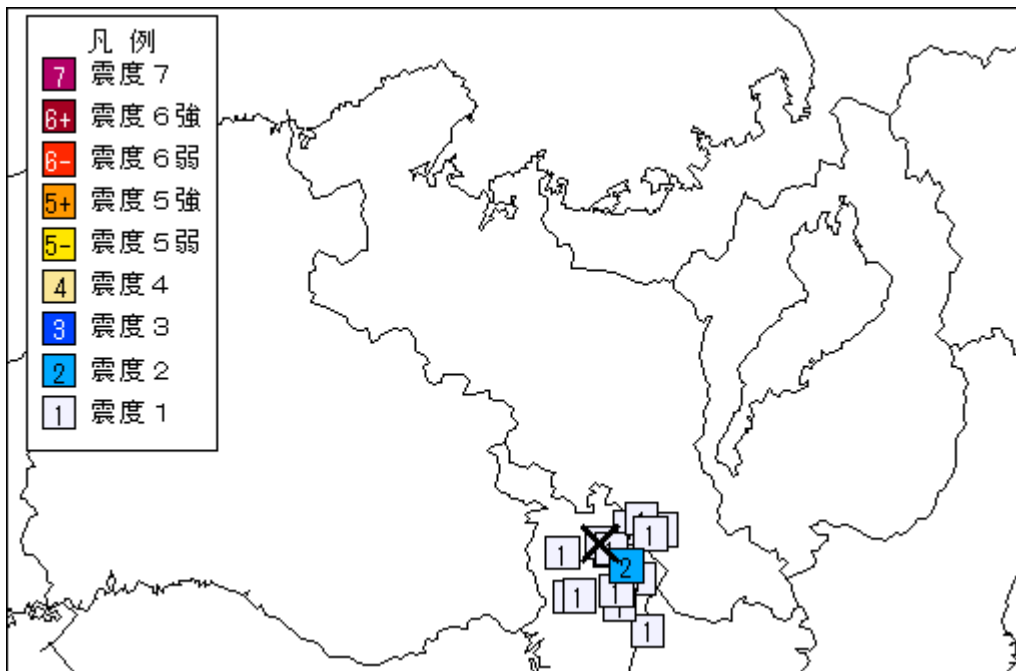 凡 例
7 震度７
6+ 震度６強
6- 震度６弱
5+ 震度５強
5- 震度５弱
4 震度４
3 震度３
2 震度２
1 震度１
1
1
1
2
1
1
1
1